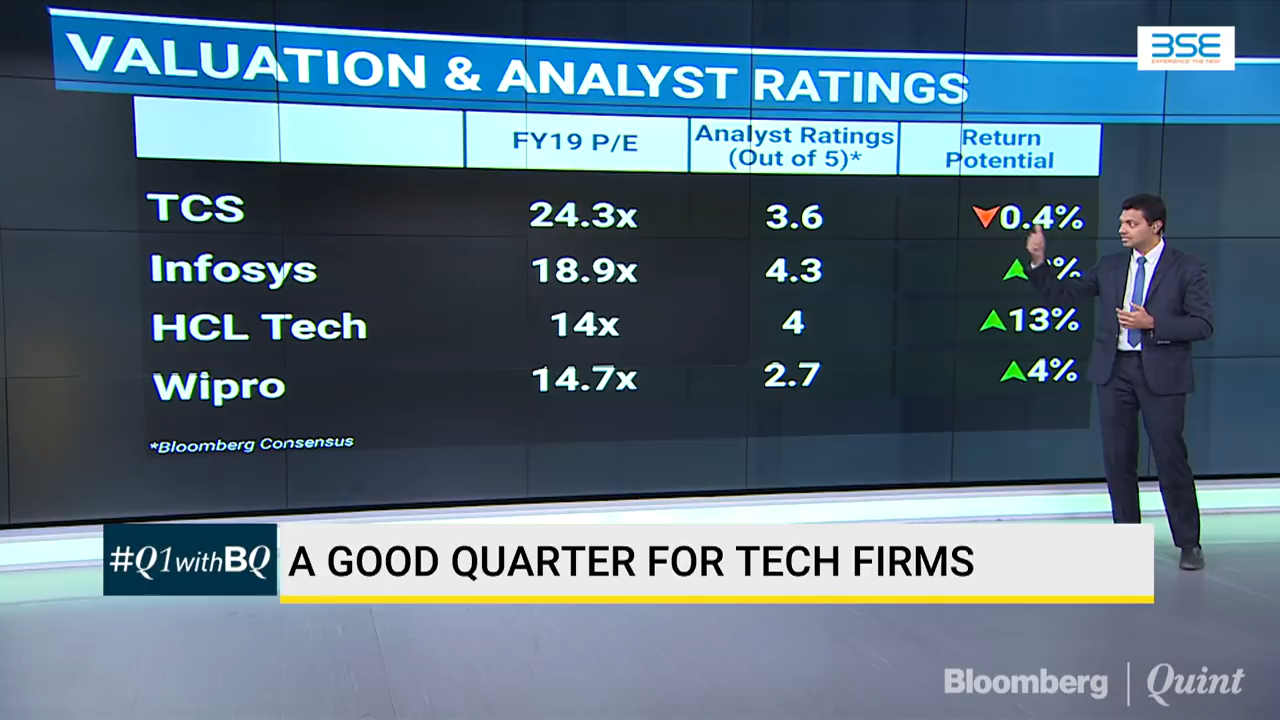 BSE
EXPERIENCE THE NEW
VALUATION & ANALYST RATINGS
FY19 P/E
Analyst Ratings
(Out of 5)*
Return
Potential
TCS 24.3x 3.6 0.4%
Infosys 18.9x 4.3 %
HCL Tech 14x 4 13%
Wipro 14.7x 2.7 4%
*Bloomberg Consensus
#Q1withBQ
A GOOD QUARTER FOR TECH FIRMS
Bloomberg | Quint